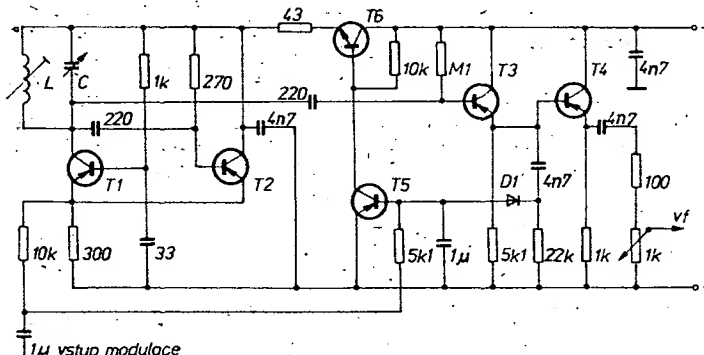 43
T6
L
C
1k
270
10k
M1
T3
T4
4n7
220
220
4n7
4n7
T1
T2
T5
D1
4n7
100
vf
10k
300
33
5k1
1μ
5k1
22k
1k
1k
1μ vstup modulace